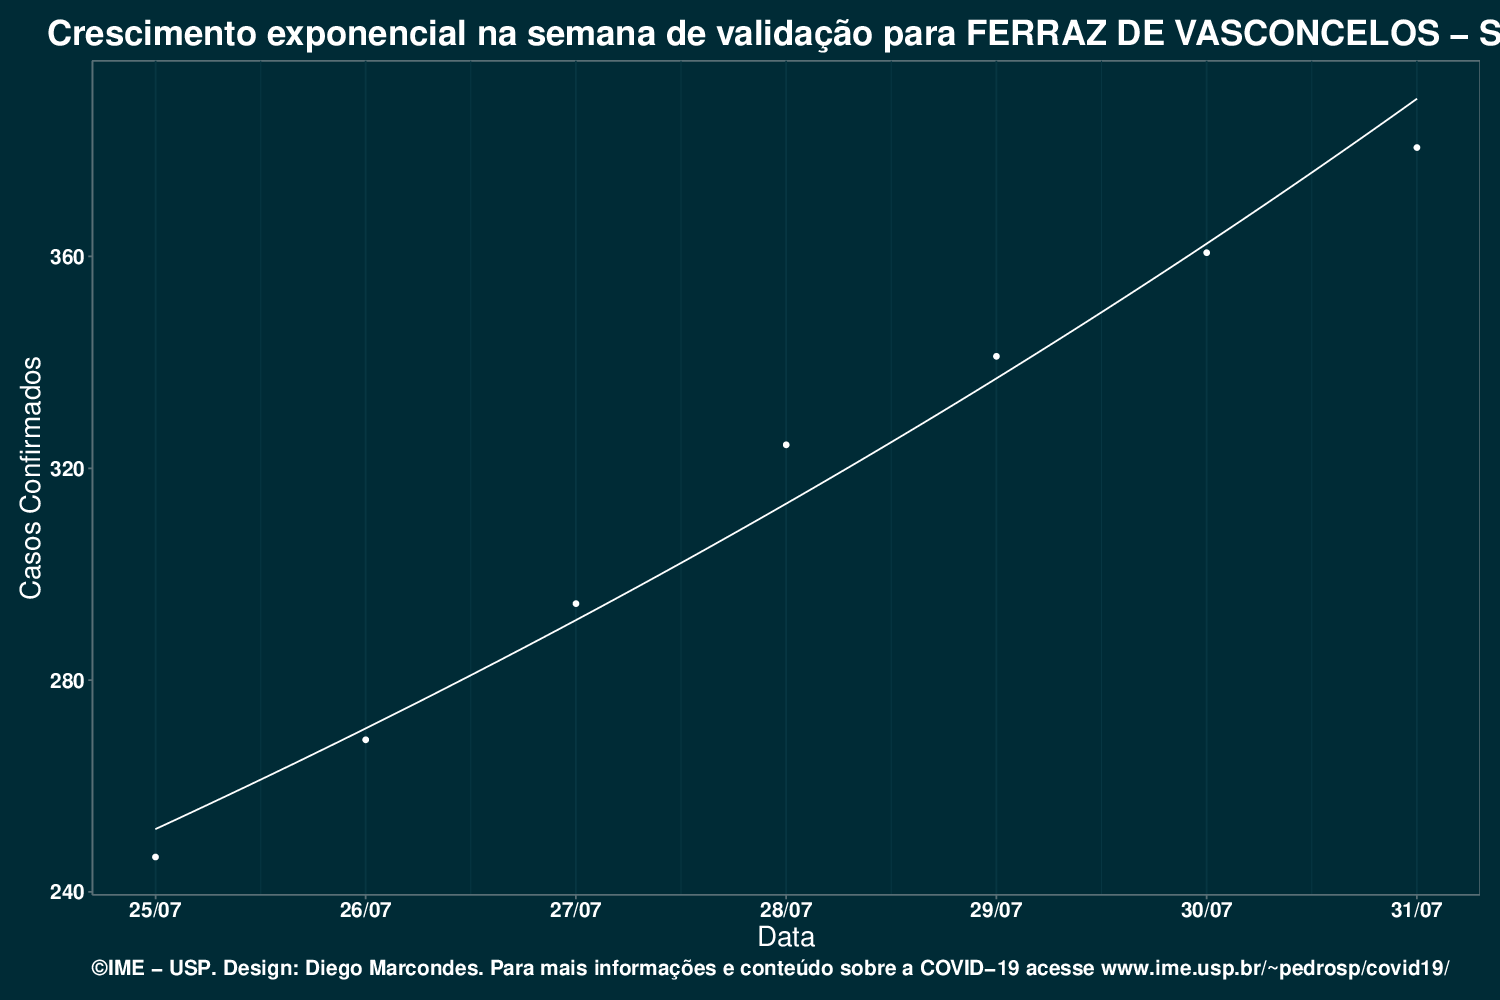 Crescimento exponencial na semana de validação para FERRAZ DE VASCONCELOS – S
Casos Confirmados
360
320
280
240
25/07 26/07 27/07 28/07 29/07 30/07 31/07
Data
©IME – USP. Design: Diego Marcondes. Para mais informações e conteúdo sobre a COVID–19 acesse www.ime.usp.br/~pedrosp/covid19/